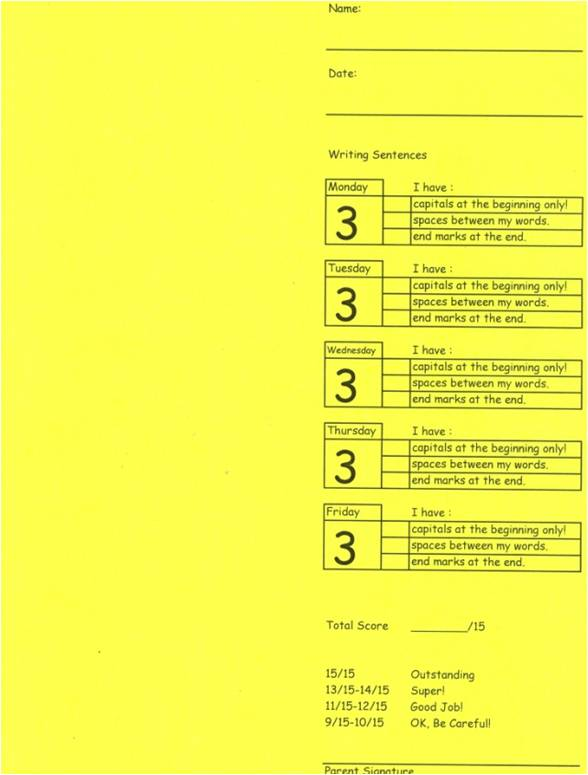 Name:
Date:
Writing Sentences
Monday I have :
3
capitals at the beginning only!
spaces between my words.
end marks at the end.
Tuesday I have :
3
capitals at the beginning only!
spaces between my words.
end marks at the end.
Wednesday I have :
3
capitals at the beginning only!
spaces between my words.
end marks at the end.
Thursday I have :
3
capitals at the beginning only!
spaces between my words.
end marks at the end.
Friday I have :
3
capitals at the beginning only!
spaces between my words.
end marks at the end.
Total Score ________/15
15/15 Outstanding
13/15-14/15 Super!
11/15-12/15 Good Job!
9/15-10/15 OK, Be Careful!
Parent Signature